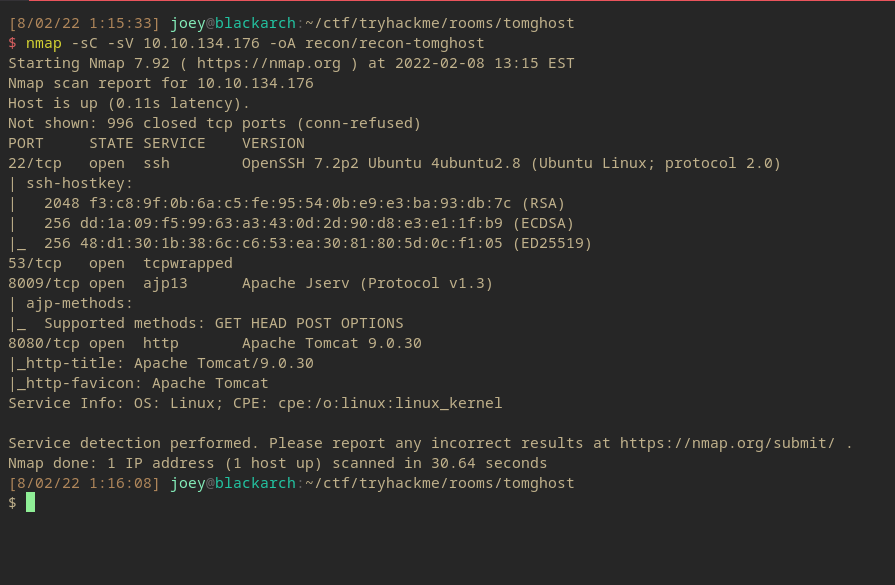 [8/02/22 1:15:33] joey@blackarch:~/ctf/tryhackme/rooms/tomghost
$ nmap -sC -sV 10.10.134.176 -oA recon/recon-tomghost
Starting Nmap 7.92 ( https://nmap.org ) at 2022-02-08 13:15 EST
Nmap scan report for 10.10.134.176
Host is up (0.11s latency).
Not shown: 996 closed tcp ports (conn-refused)
PORT     STATE SERVICE    VERSION
22/tcp   open  ssh        OpenSSH 7.2p2 Ubuntu 4ubuntu2.8 (Ubuntu Linux; protocol 2.0)
| ssh-hostkey:
|   2048 f3:c8:9f:0b:6a:c5:fe:95:54:0b:e9:e3:ba:93:db:7c (RSA)
|   256 dd:1a:09:f5:99:63:a3:43:0d:2d:90:d8:e3:e1:1f:b9 (ECDSA)
|_  256 48:d1:30:1b:38:6c:c6:53:ea:30:81:80:5d:0c:f1:05 (ED25519)
53/tcp   open  tcpwrapped
8009/tcp open  ajp13      Apache Jserv (Protocol v1.3)
| ajp-methods:
|_  Supported methods: GET HEAD POST OPTIONS
8080/tcp open  http       Apache Tomcat 9.0.30
|_http-title: Apache Tomcat/9.0.30
|_http-favicon: Apache Tomcat
Service Info: OS: Linux; CPE: cpe:/o:linux:linux_kernel

Service detection performed. Please report any incorrect results at https://nmap.org/submit/ .
Nmap done: 1 IP address (1 host up) scanned in 30.64 seconds
[8/02/22 1:16:08] joey@blackarch:~/ctf/tryhackme/rooms/tomghost
$